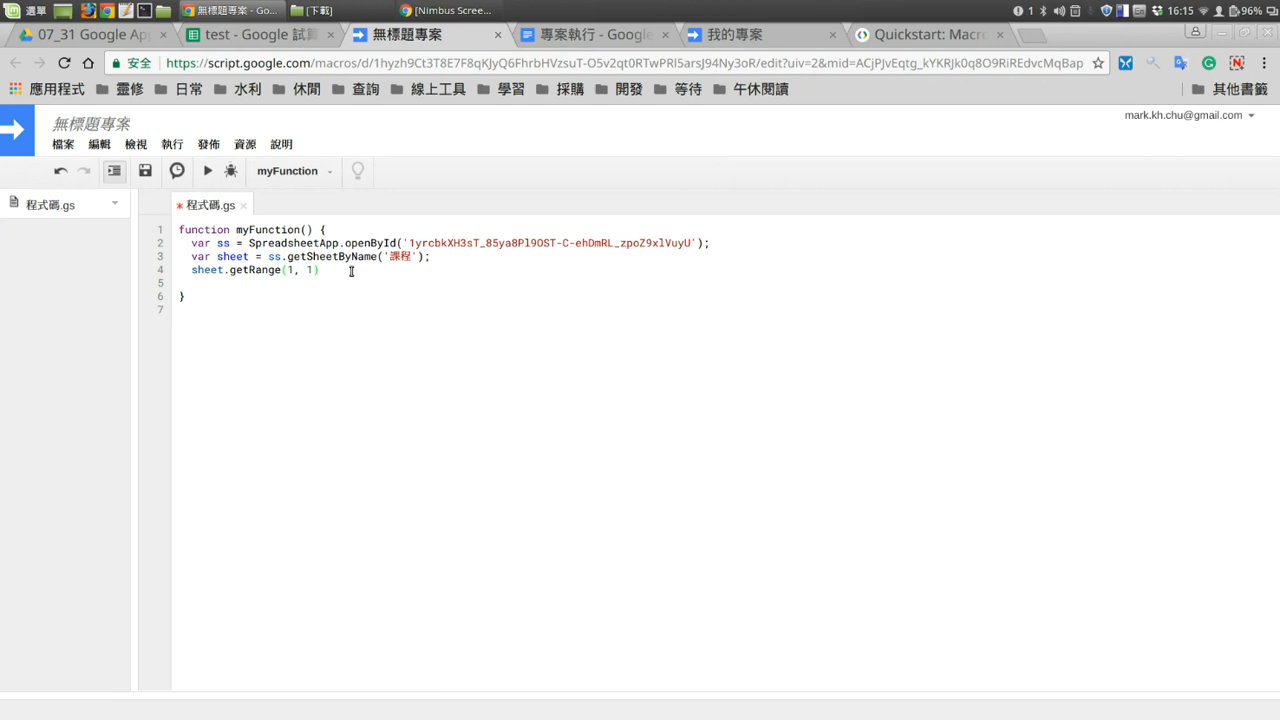 選單
無標題專案 - Go...
[下載]
[Nimbus Scree...
1
En
16:15
96%
07_31 Google Ap
test - Google 試算
無標題專案
專案執行 - Google
我的專案
Quickstart: Macro
安全
https://script.google.com/macros/d/1hyzh9Ct3T8E7F8qKJyQ6FhrbHVzsuT-O5v2qt0RTwPRl5arsJ94Ny3oR/edit?uiv=2&mid=ACjPJvEqtg_kYKRJk0q8O9RiREdvcMqBap
應用程式
靈修
日常
水利
休閒
查詢
線上工具
學習
採購
開發
等待
午休閱讀
其他書籤
無標題專案
mark.kh.chu@gmail.com
檔案
編輯
檢視
執行
發佈
資源
說明
myFunction
程式碼.gs
* 程式碼.gs
1 function myFunction() {
2 var ss = SpreadsheetApp.openById('1yrcbkXH3sT_85ya8Pl9OST-C-ehDmRL_zpoZ9xlVuyU');
3 var sheet = ss.getSheetByName('課程');
4 sheet.getRange(1, 1)
5
6 }
7